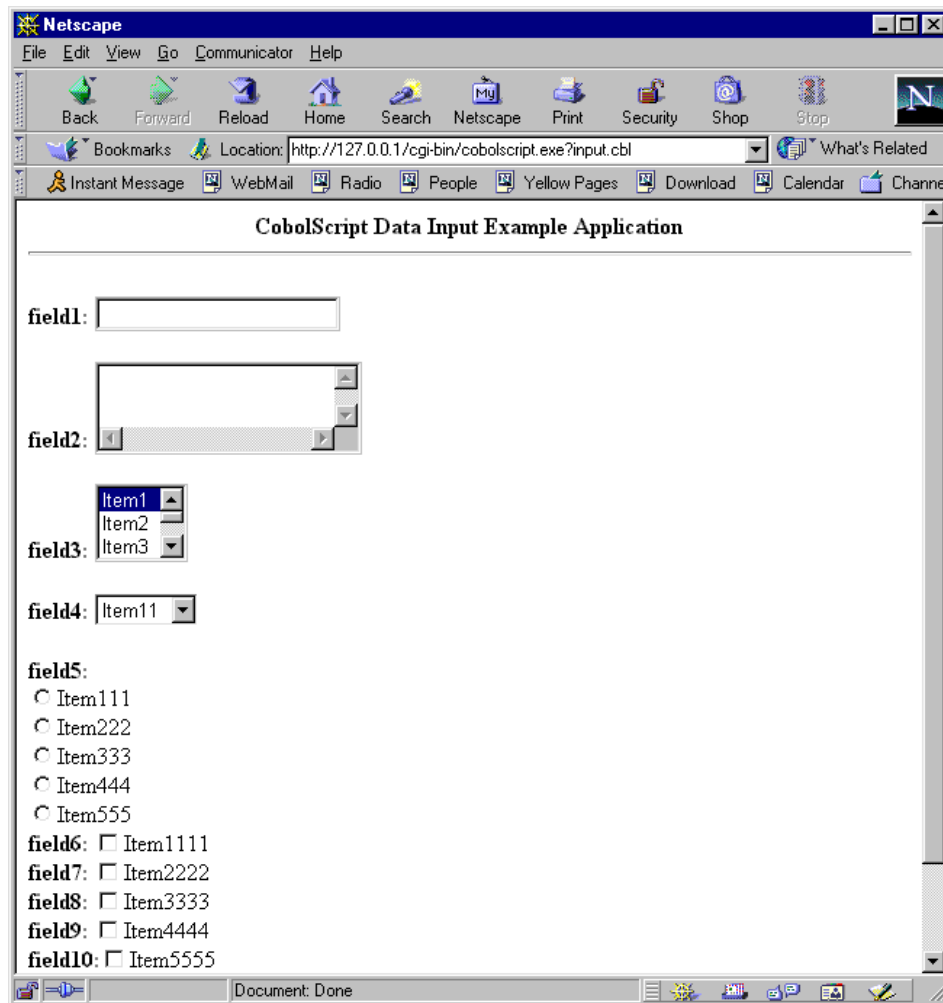 Netscape
File Edit View Go Communicator Help
Back Forward Reload Home Search Netscape Print Security Shop Stop
My
N
Bookmarks Location: http://127.0.0.1/cgi-bin/cobolscript.exe?input.cbl What's Related
Instant Message WebMail Radio People Yellow Pages Download Calendar Channe
CobolScript Data Input Example Application
field1:
field2:
Item1
Item2
field3: Item3
field4: Item11
field5:
Item111
Item222
Item333
Item444
Item555
field6: Item1111
field7: Item2222
field8: Item3333
field9: Item4444
field10: Item5555
Document: Done